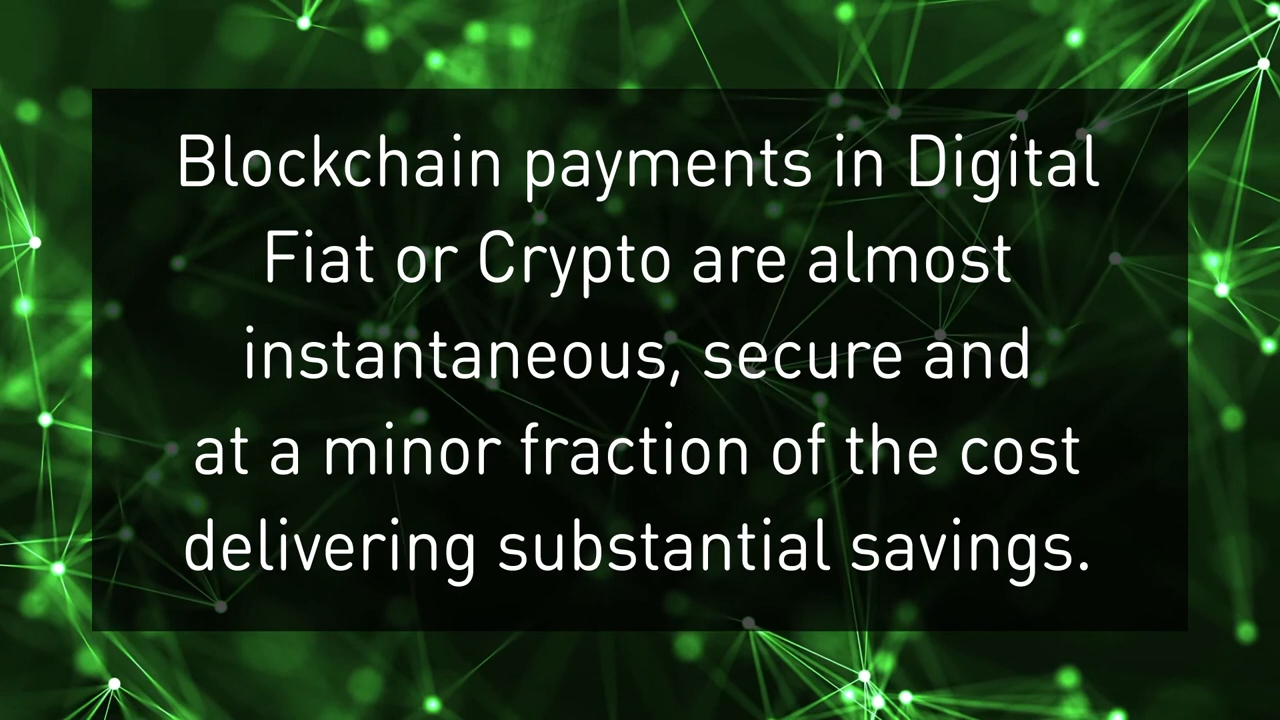 Blockchain payments in Digital
Fiat or Crypto are almost
instantaneous, secure and
at a minor fraction of the cost
delivering substantial savings.